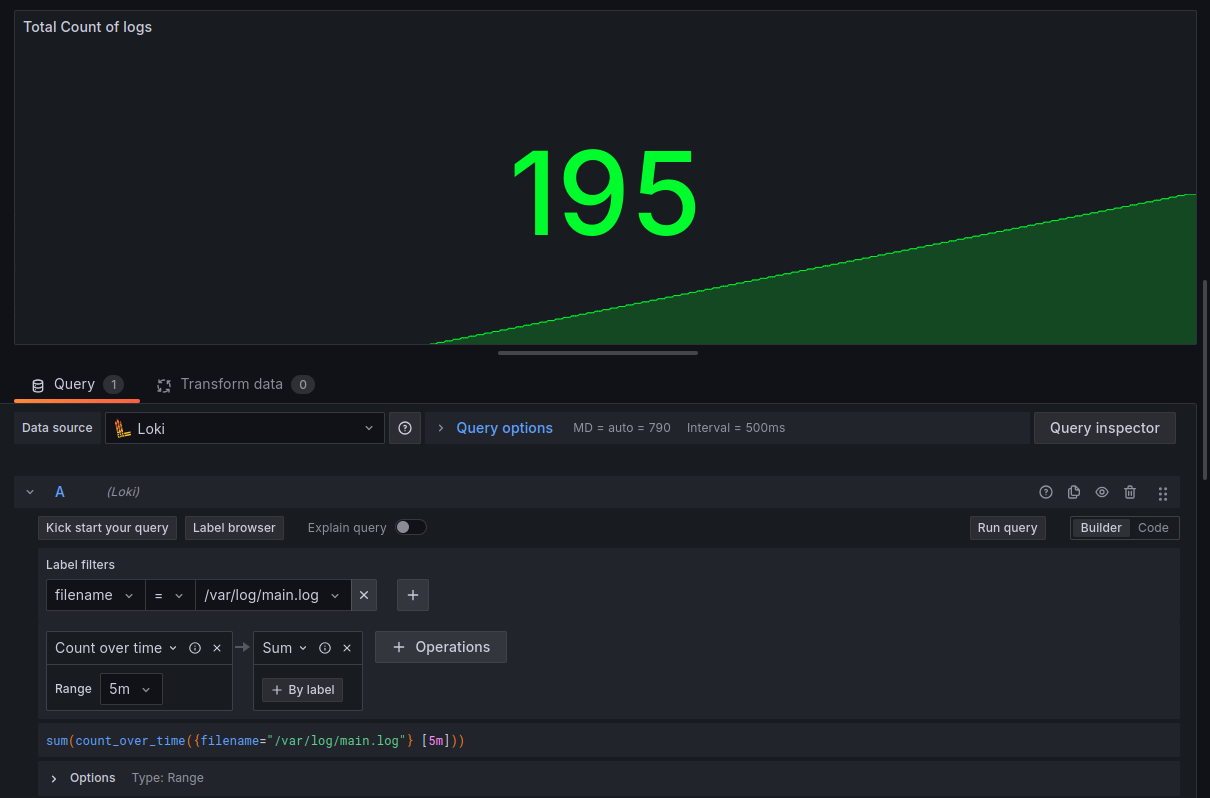 Total Count of logs
195
Query 1 Transform data 0
Data source Loki Query options MD = auto = 790 Interval = 500ms Query inspector
A (Loki)
Kick start your query Label browser Explain query Run query Builder Code
Label filters
filename = /var/log/main.log
Count over time Sum Operations
Range 5m By label
sum(count_over_time({filename="/var/log/main.log"} [5m]))
Options Type: Range